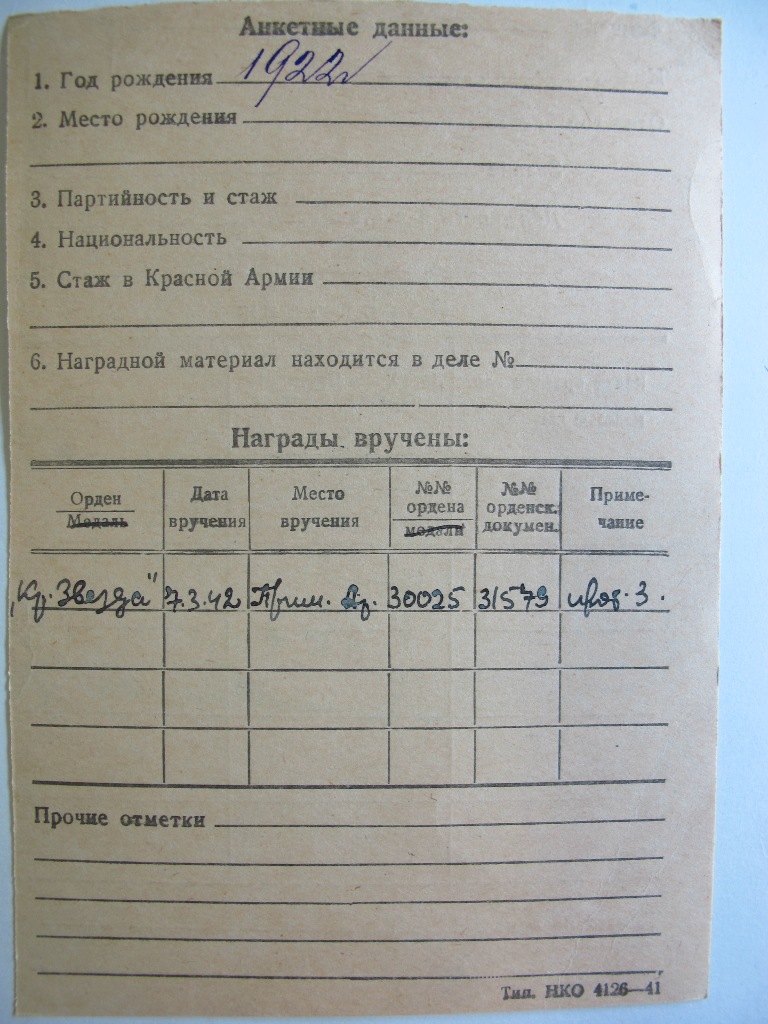 Анкетные данные:
1. Год рождения 1922
2. Место рождения
3. Партийность и стаж
4. Национальность
5. Стаж в Красной Армии
6. Наградной материал находится в деле №
Награды вручены:
Орден Медаль | Дата вручения | Место вручения | №№ ордена медали | №№ орденск. докумен. | Примечание
„Кр. Звезда" 7.3.42 30025 31579 3.
Прочие отметки
Тип. НКО 4126—41